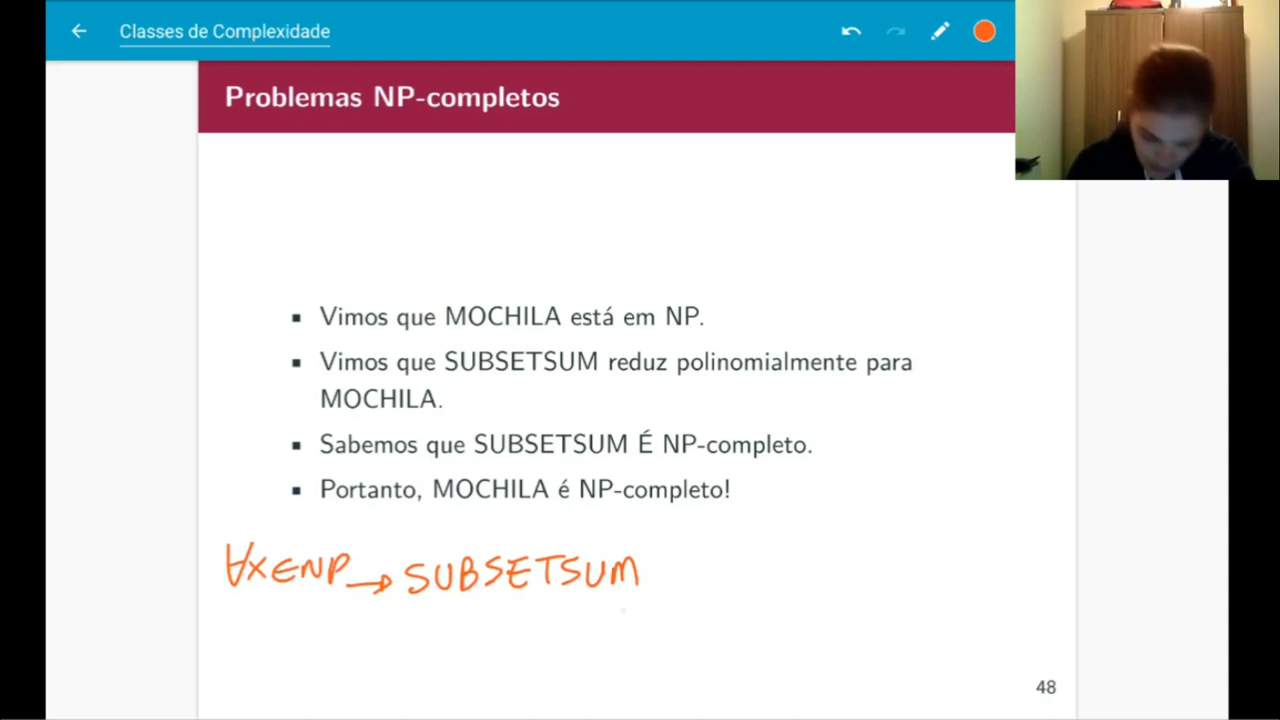 Classes de Complexidade
Problemas NP-completos
▪ Vimos que MOCHILA está em NP.
▪ Vimos que SUBSETSUM reduz polinomialmente para
MOCHILA.
▪ Sabemos que SUBSETSUM É NP-completo.
▪ Portanto, MOCHILA é NP-completo!
∀X∈NP → SUBSETSUM
48